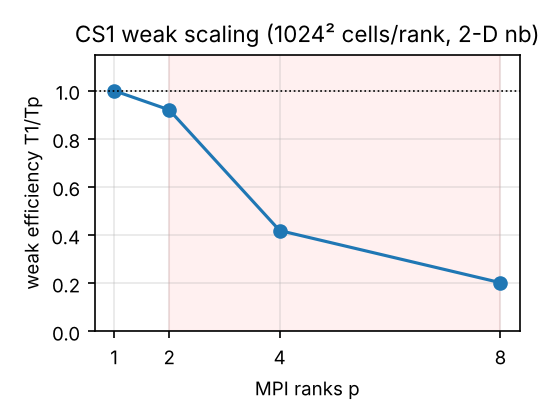 CS1 weak scaling (1024² cells/rank, 2-D nb)
weak efficiency T1/Tp
1.0
0.8
0.6
0.4
0.2
0.0
1 2 4 8
MPI ranks p